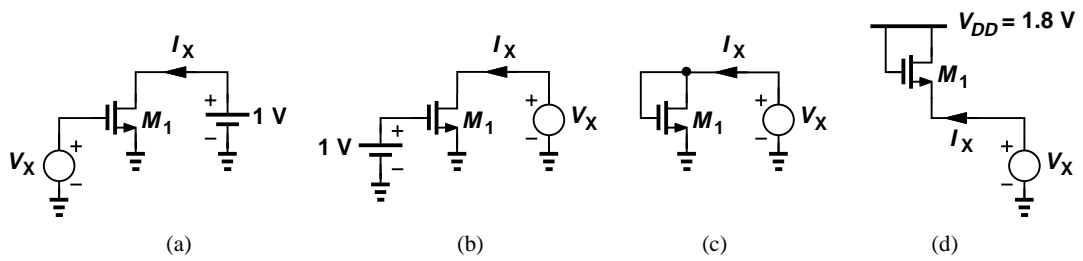 V_X
+
−
M_1
I_X
+
−
1 V
(a)
1 V
+
−
M_1
I_X
+
−
V_X
(b)
M_1
I_X
+
−
V_X
(c)
V_DD = 1.8 V
M_1
I_X
+
−
V_X
(d)